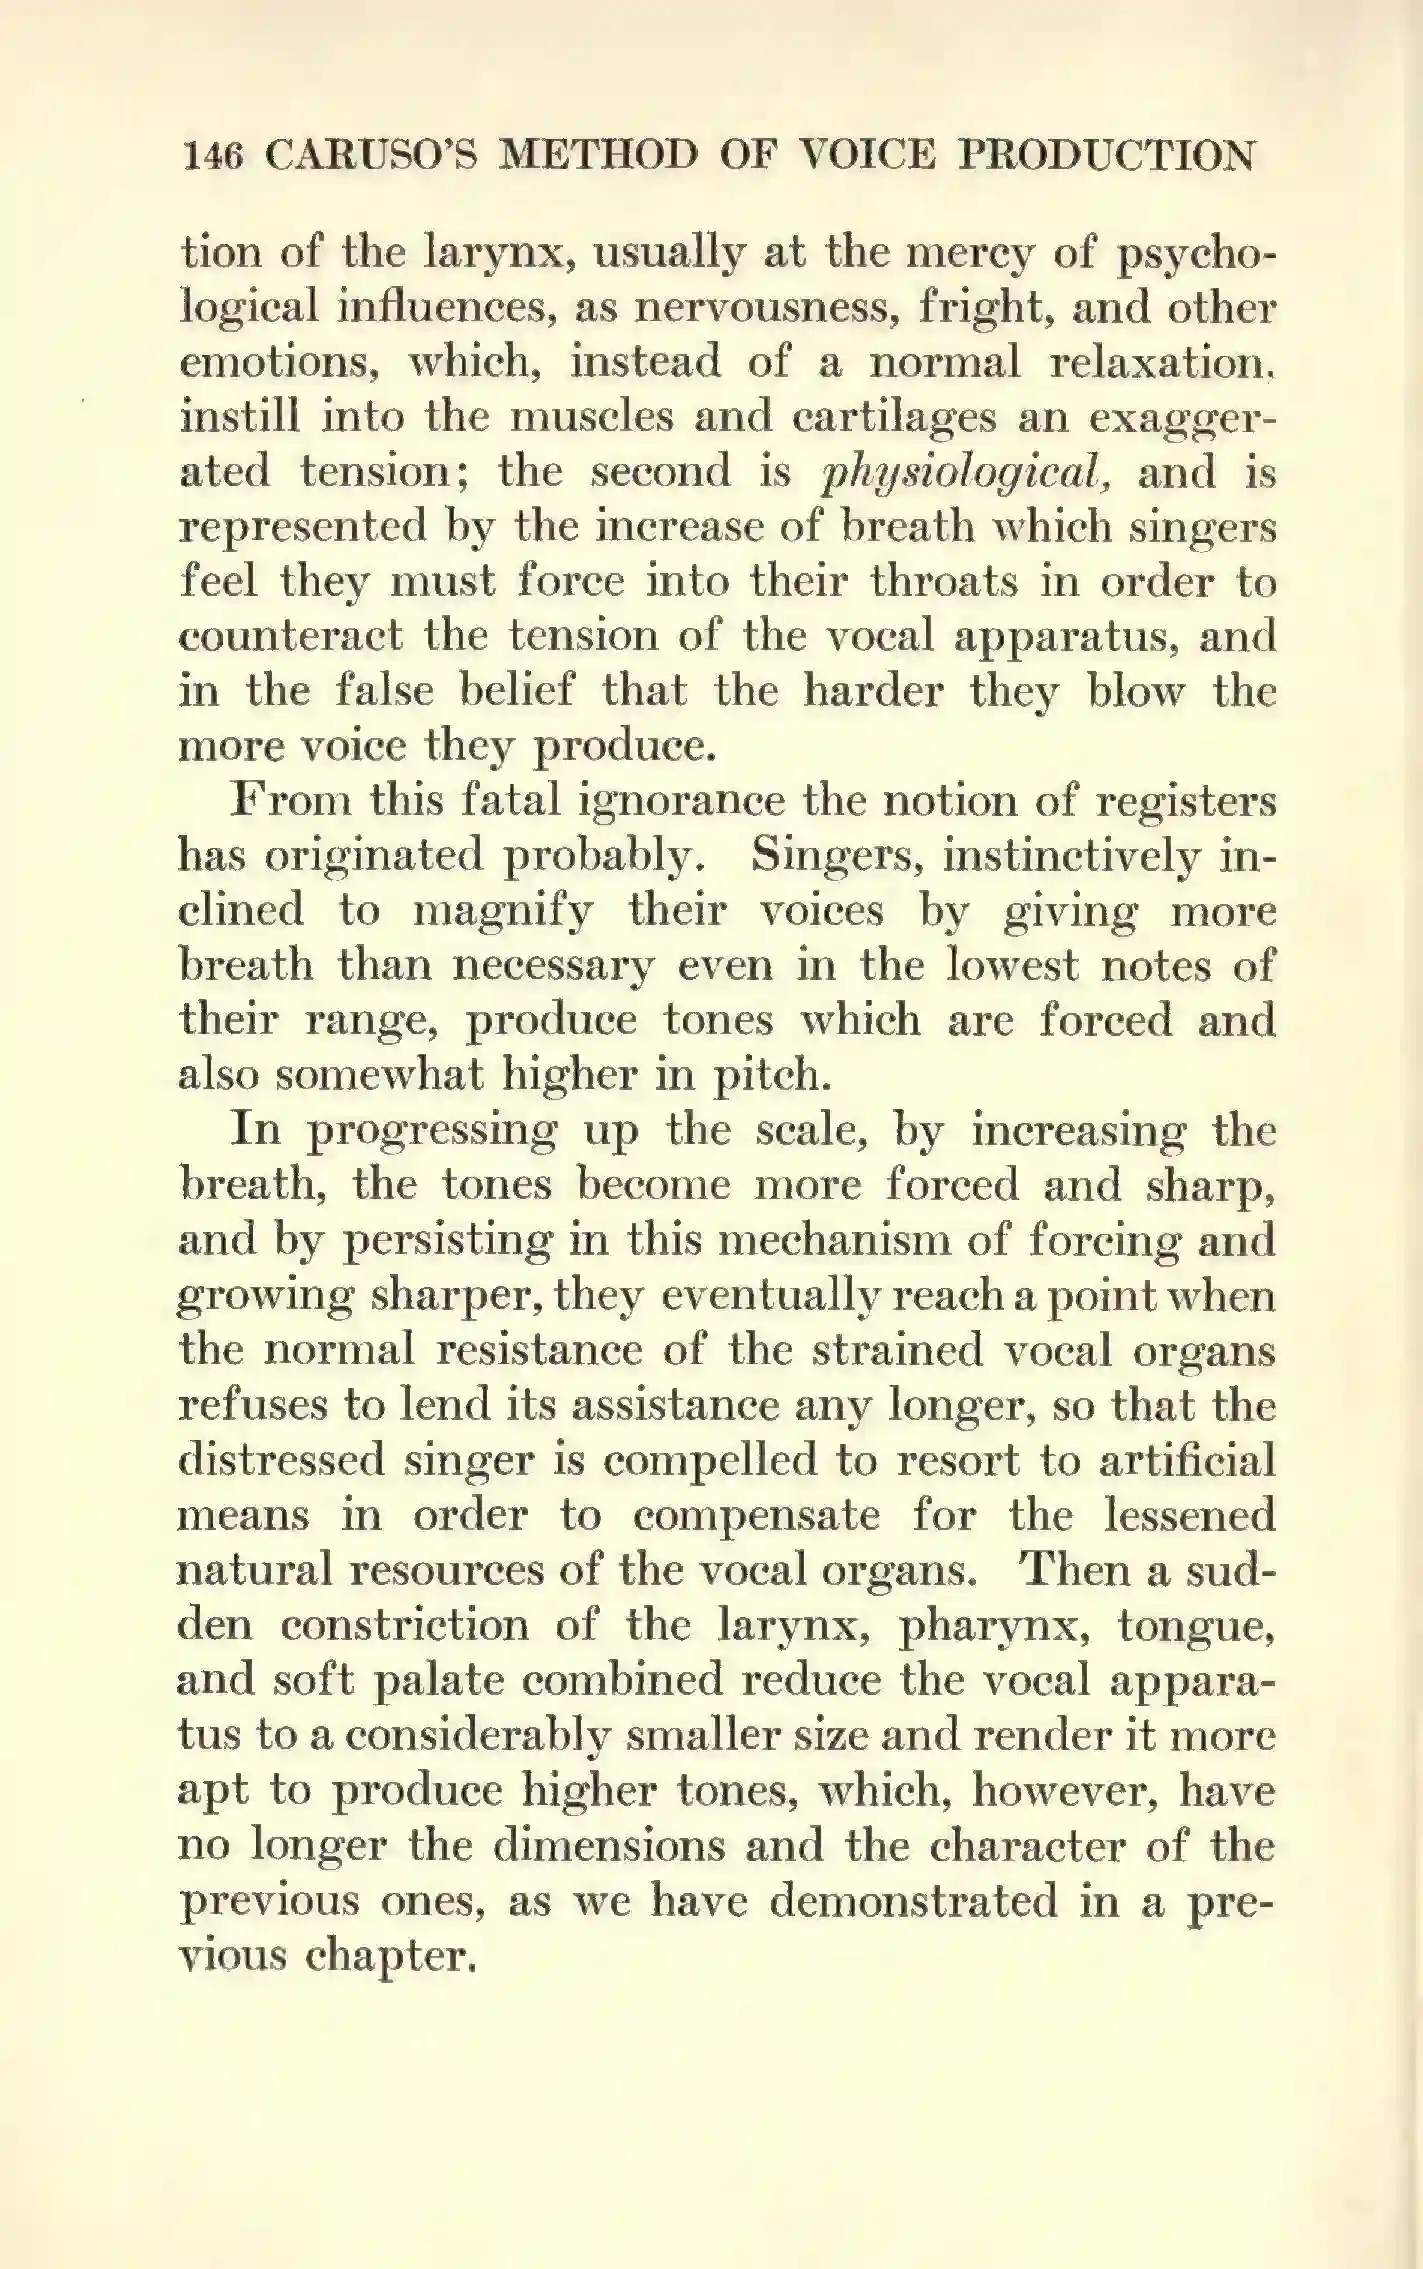 146 CARUSO'S METHOD OF VOICE PRODUCTION
tion of the larynx, usually at the mercy of psycho-
logical influences, as nervousness, fright, and other
emotions, which, instead of a normal relaxation.
instill into the muscles and cartilages an exagger-
ated tension; the second is physiological, and is
represented by the increase of breath which singers
feel they must force into their throats in order to
counteract the tension of the vocal apparatus, and
in the false belief that the harder they blow the
more voice they produce.
From this fatal ignorance the notion of registers
has originated probably. Singers, instinctively in-
clined to magnify their voices by giving more
breath than necessary even in the lowest notes of
their range, produce tones which are forced and
also somewhat higher in pitch.
In progressing up the scale, by increasing the
breath, the tones become more forced and sharp,
and by persisting in this mechanism of forcing and
growing sharper, they eventually reach a point when
the normal resistance of the strained vocal organs
refuses to lend its assistance any longer, so that the
distressed singer is compelled to resort to artificial
means in order to compensate for the lessened
natural resources of the vocal organs. Then a sud-
den constriction of the larynx, pharynx, tongue,
and soft palate combined reduce the vocal appara-
tus to a considerably smaller size and render it more
apt to produce higher tones, which, however, have
no longer the dimensions and the character of the
previous ones, as we have demonstrated in a pre-
vious chapter.